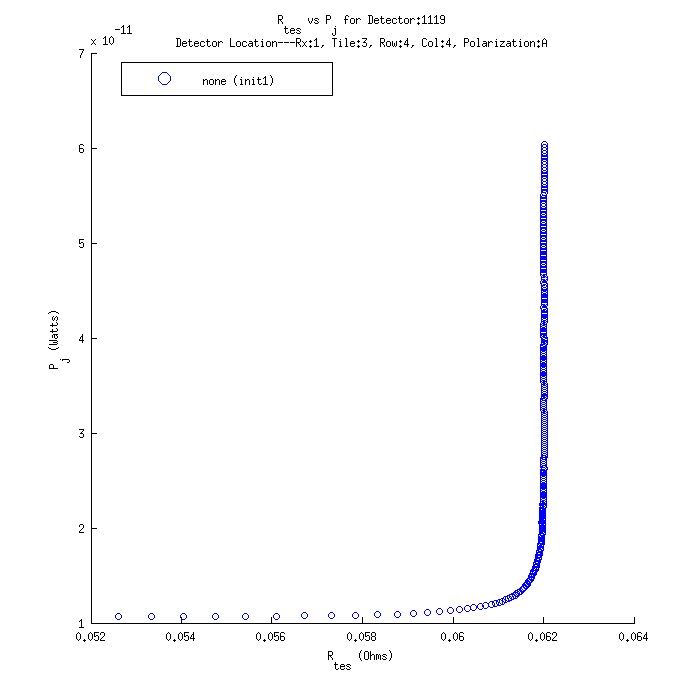 R_tes vs P_j for Detector:1119
x 10^-11
Detector Location---Rx:1, Tile:3, Row:4, Col:4, Polarization:A
none (init1)
7
6
5
4
3
2
1
P_j (Watts)
0.052 0.054 0.056 0.058 0.06 0.062 0.064
R_tes (Ohms)